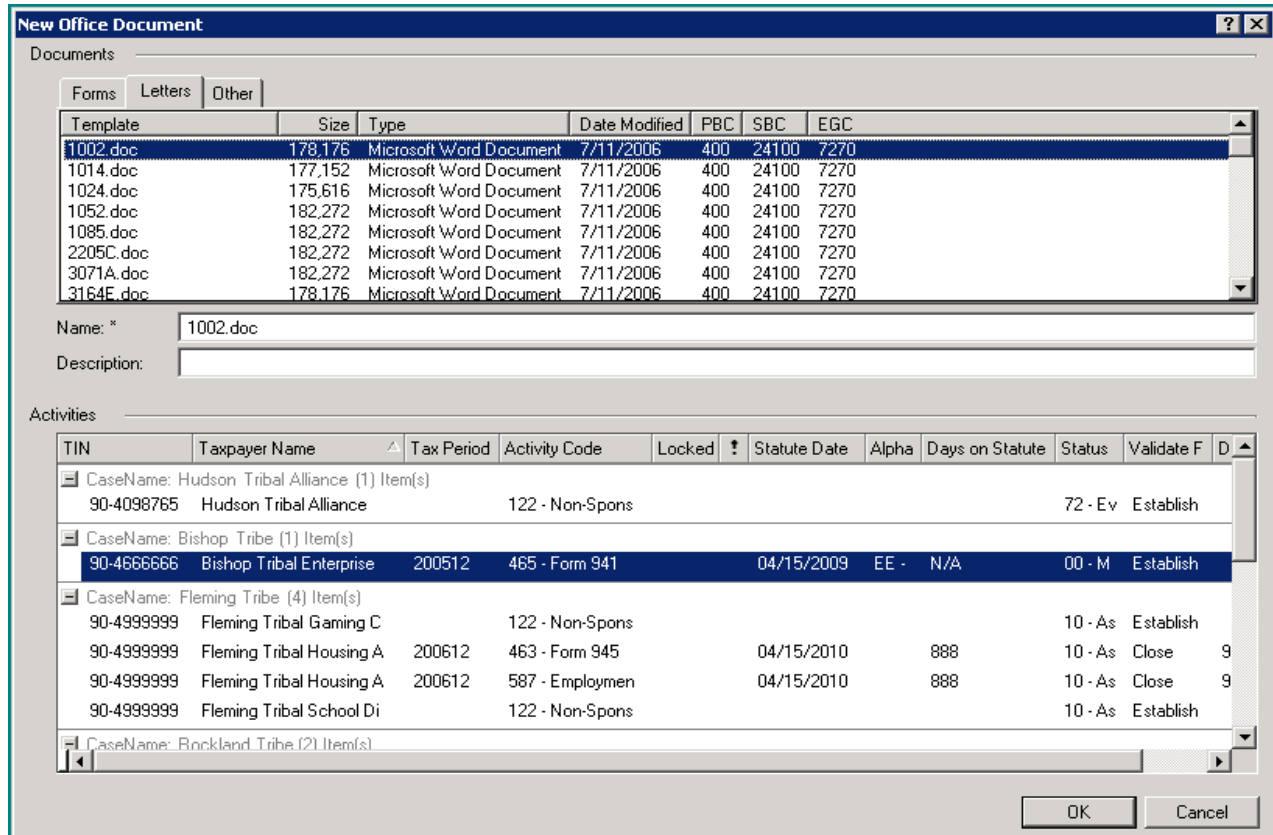 New Office Document
Documents
Forms Letters Other
Template Size Type Date Modified PBC SBC EGC
1002.doc 178,176 Microsoft Word Document 7/11/2006 400 24100 7270
1014.doc 177,152 Microsoft Word Document 7/11/2006 400 24100 7270
1024.doc 175,616 Microsoft Word Document 7/11/2006 400 24100 7270
1052.doc 182,272 Microsoft Word Document 7/11/2006 400 24100 7270
1085.doc 182,272 Microsoft Word Document 7/11/2006 400 24100 7270
2205C.doc 182,272 Microsoft Word Document 7/11/2006 400 24100 7270
3071A.doc 182,272 Microsoft Word Document 7/11/2006 400 24100 7270
3164E.doc 178,176 Microsoft Word Document 7/11/2006 400 24100 7270
Name: * 1002.doc
Description:
Activities
TIN Taxpayer Name Tax Period Activity Code Locked ! Statute Date Alpha Days on Statute Status Validate F D
CaseName: Hudson Tribal Alliance (1) Item(s)
90-4098765 Hudson Tribal Alliance 122 - Non-Spons 72 - Ev Establish
CaseName: Bishop Tribe (1) Item(s)
90-4666666 Bishop Tribal Enterprise 200512 465 - Form 941 04/15/2009 EE - N/A 00 - M Establish
CaseName: Fleming Tribe (4) Item(s)
90-4999999 Fleming Tribal Gaming C 122 - Non-Spons 10 - As Establish
90-4999999 Fleming Tribal Housing A 200612 463 - Form 945 04/15/2010 888 10 - As Close 9
90-4999999 Fleming Tribal Housing A 200612 587 - Employmen 04/15/2010 888 10 - As Close 9
90-4999999 Fleming Tribal School Di 122 - Non-Spons 10 - As Establish
CaseName: Rockland Tribe (2) Item(s)
OK Cancel